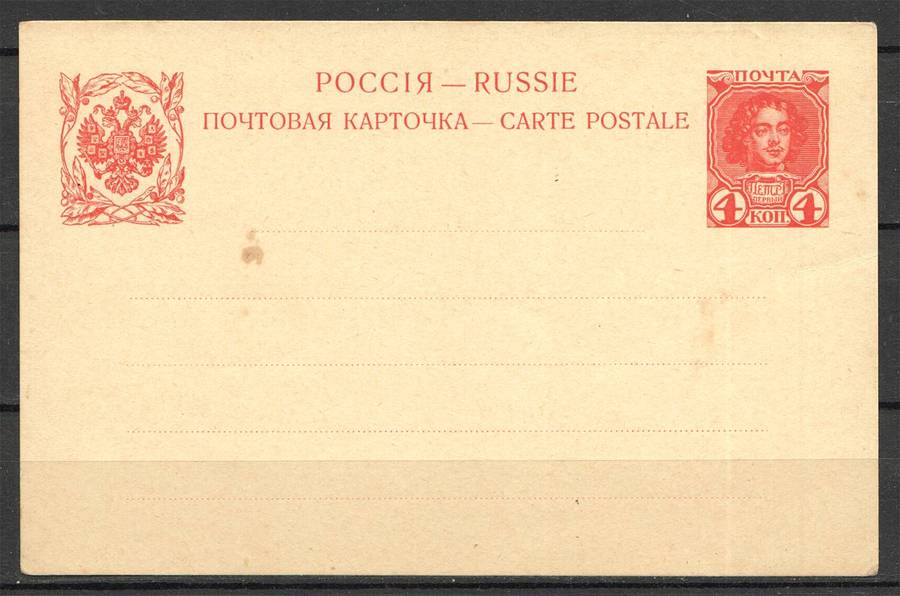 РОССІЯ — RUSSIE
ПОЧТОВАЯ КАРТОЧКА — CARTE POSTALE
ПОЧТА
ПЕТРЪ I
ПЕРВЫЙ
4 КОП. 4